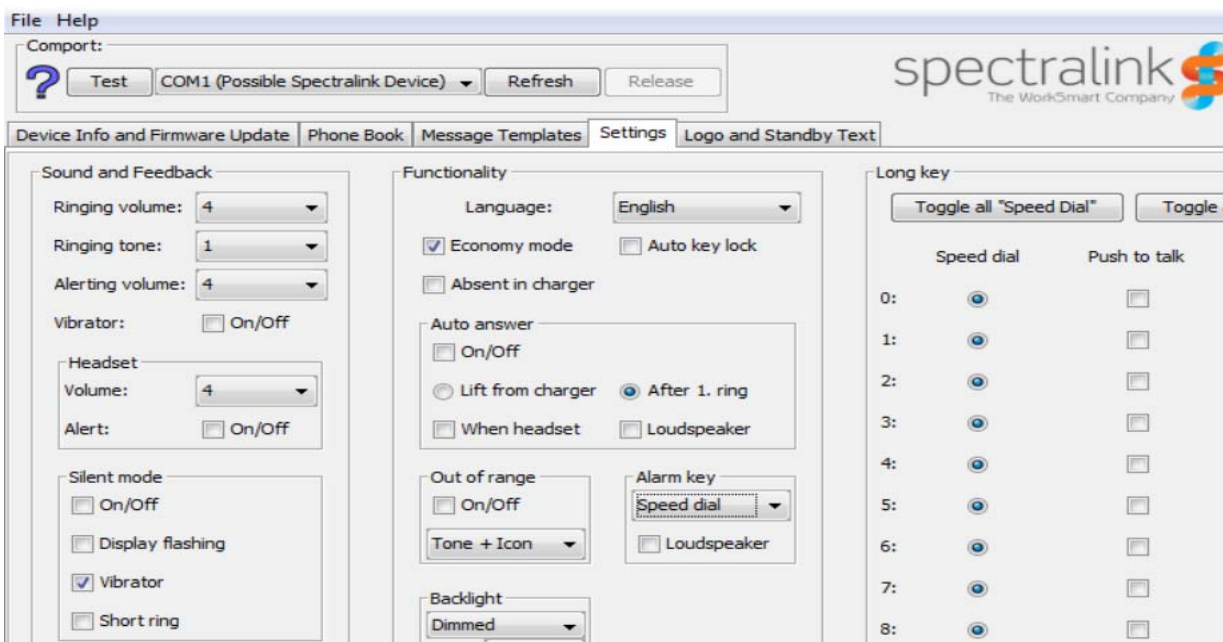 File Help
Comport:
Test COM1 (Possible Spectralink Device) Refresh Release
spectralink
The WorkSmart Company
Device Info and Firmware Update Phone Book Message Templates Settings Logo and Standby Text
Sound and Feedback
Ringing volume: 4
Ringing tone: 1
Alerting volume: 4
Vibrator: On/Off
Headset
Volume: 4
Alert: On/Off
Silent mode
On/Off
Display flashing
Vibrator
Short ring
Functionality
Language: English
Economy mode Auto key lock
Absent in charger
Auto answer
On/Off
Lift from charger After 1. ring
When headset Loudspeaker
Out of range
On/Off
Tone + Icon
Alarm key
Speed dial
Loudspeaker
Backlight
Dimmed
Long key
Toggle all "Speed Dial" Toggle
Speed dial Push to talk
0:
1:
2:
3:
4:
5:
6:
7:
8: